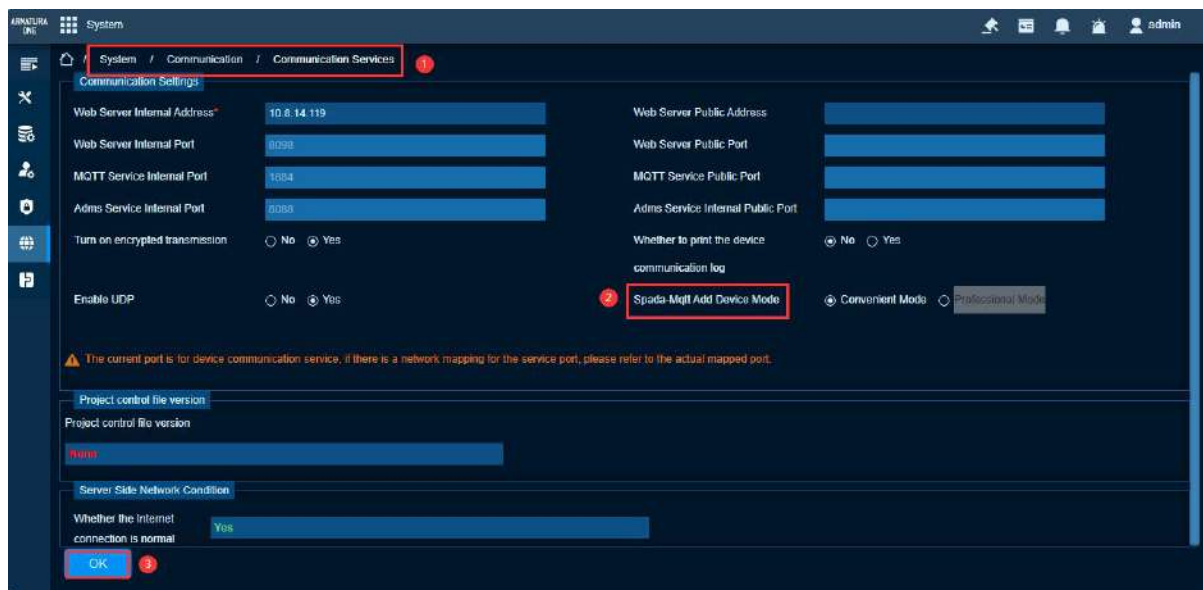 ARMATURA
ONE
System
admin
/ System / Communication / Communication Services
1
Communication Settings
Web Server Internal Address*
10.8.14.119
Web Server Public Address
Web Server Internal Port
8098
Web Server Public Port
MQTT Service Internal Port
1884
MQTT Service Public Port
Adms Service Internal Port
8088
Adms Service Internal Public Port
Turn on encrypted transmission
No Yes
Whether to print the device
communication log
No Yes
Enable UDP
No Yes
2
Spada-Mqtt Add Device Mode
Convenient Mode Professional Mode
The current port is for device communication service, if there is a network mapping for the service port, please refer to the actual mapped port.
Project control file version
Project control file version
None
Server Side Network Condition
Whether the Internet
connection is normal
Yes
OK
3